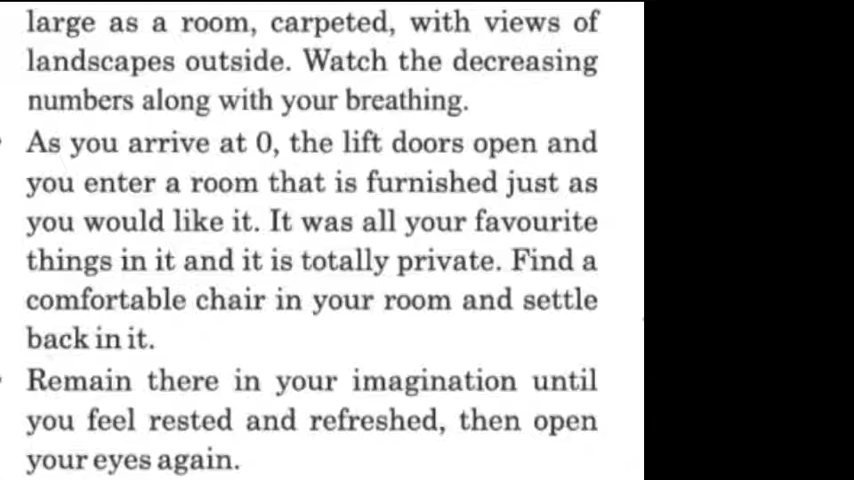 large as a room, carpeted, with views of
landscapes outside. Watch the decreasing
numbers along with your breathing.
As you arrive at 0, the lift doors open and
you enter a room that is furnished just as
you would like it. It was all your favourite
things in it and it is totally private. Find a
comfortable chair in your room and settle
back in it.
Remain there in your imagination until
you feel rested and refreshed, then open
your eyes again.